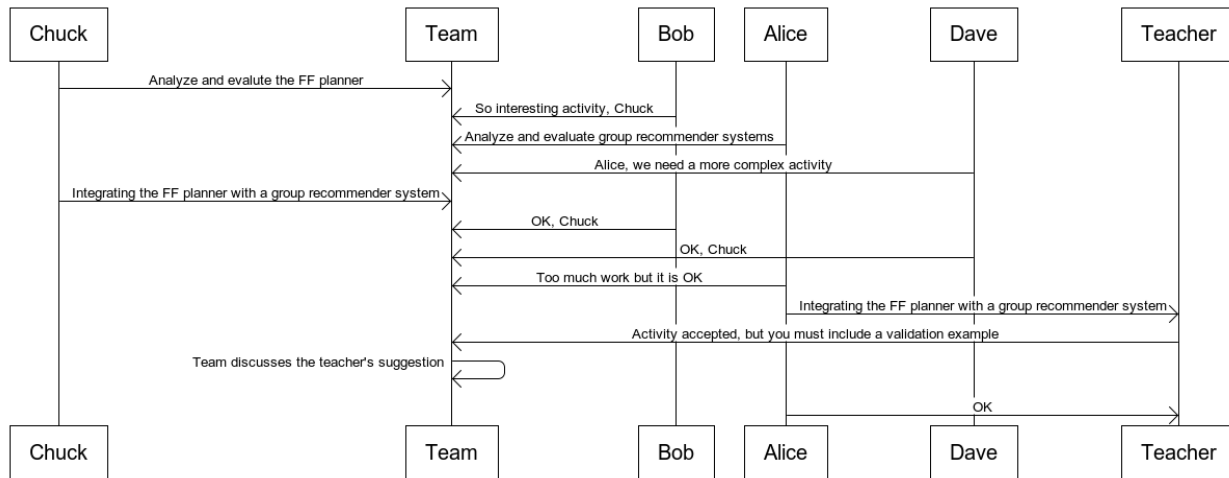 Chuck
Team
Bob
Alice
Dave
Teacher
Analyze and evalute the FF planner
So interesting activity, Chuck
Analyze and evaluate group recommender systems
Alice, we need a more complex activity
Integrating the FF planner with a group recommender system
OK, Chuck
OK, Chuck
Too much work but it is OK
Integrating the FF planner with a group recommender system
Activity accepted, but you must include a validation example
Team discusses the teacher's suggestion
OK
Chuck
Team
Bob
Alice
Dave
Teacher